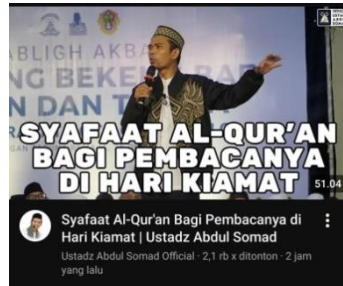 ABLIGH AKBA
NG BEKE
RA
N DAN T
SYAFAAT AL-QUR'AN
BAGI PEMBACANYA
DI HARI KIAMAT
51.04
Syafaat Al-Qur'an Bagi Pembacanya di
Hari Kiamat | Ustadz Abdul Somad
Ustadz Abdul Somad Official · 2,1 rb x ditonton · 2 jam
yang lalu